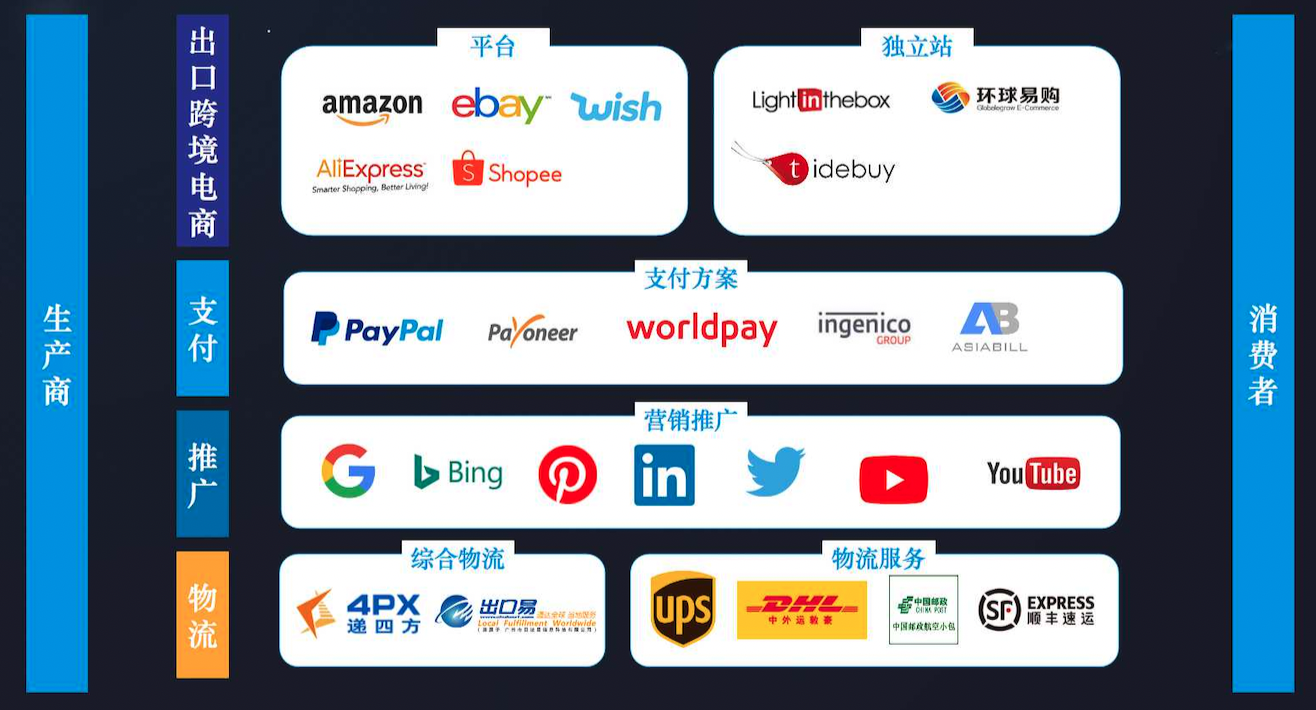 生产商
出口跨境电商
平台
amazon
ebay
wish
AliExpress
Smarter Shopping, Better Living!
Shopee
独立站
Lightinthebox
环球易购
Globalegrow E-Commerce
tidebuy
支付
支付方案
PayPal
Payoneer
worldpay
ingenico
GROUP
AB
ASIABILL
推广
营销推广
G
Bing
in
YouTube
物流
综合物流
4PX
递四方
出口易
Local Fulfillment Worldwide
物流服务
ups
DHL
中外运敦豪
中国邮政
CHINA POST
中国邮政航空小包
SF
EXPRESS
顺丰速运
消费者